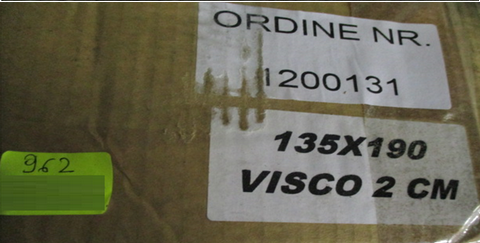 ORDINE NR.
1200131
135X190
VISCO 2 CM
962